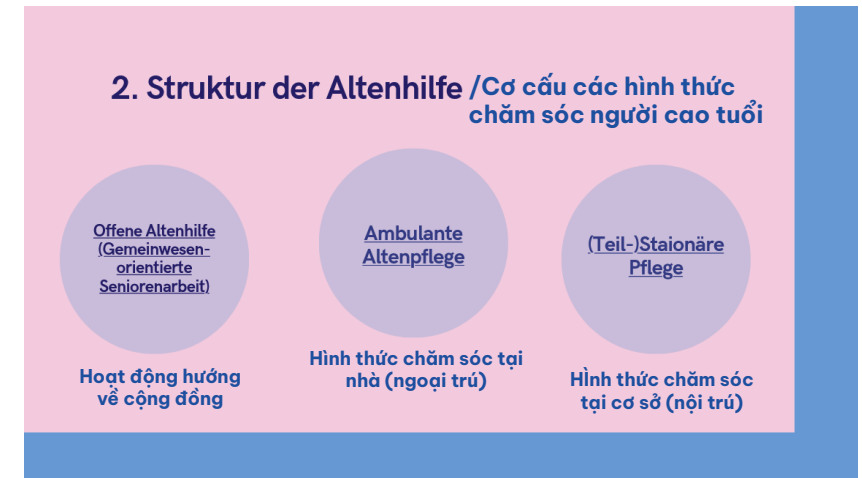 2. Struktur der Altenhilfe /Cơ cấu các hình thức
chăm sóc người cao tuổi
Offene Altenhilfe
(Gemeinwesen-
orientierte
Seniorenarbeit)
Hoạt động hướng
về cộng đồng
Ambulante
Altenpflege
Hình thức chăm sóc tại
nhà (ngoại trú)
(Teil-)Staionäre
Pflege
HÌnh thức chăm sóc
tại cơ sở (nội trú)